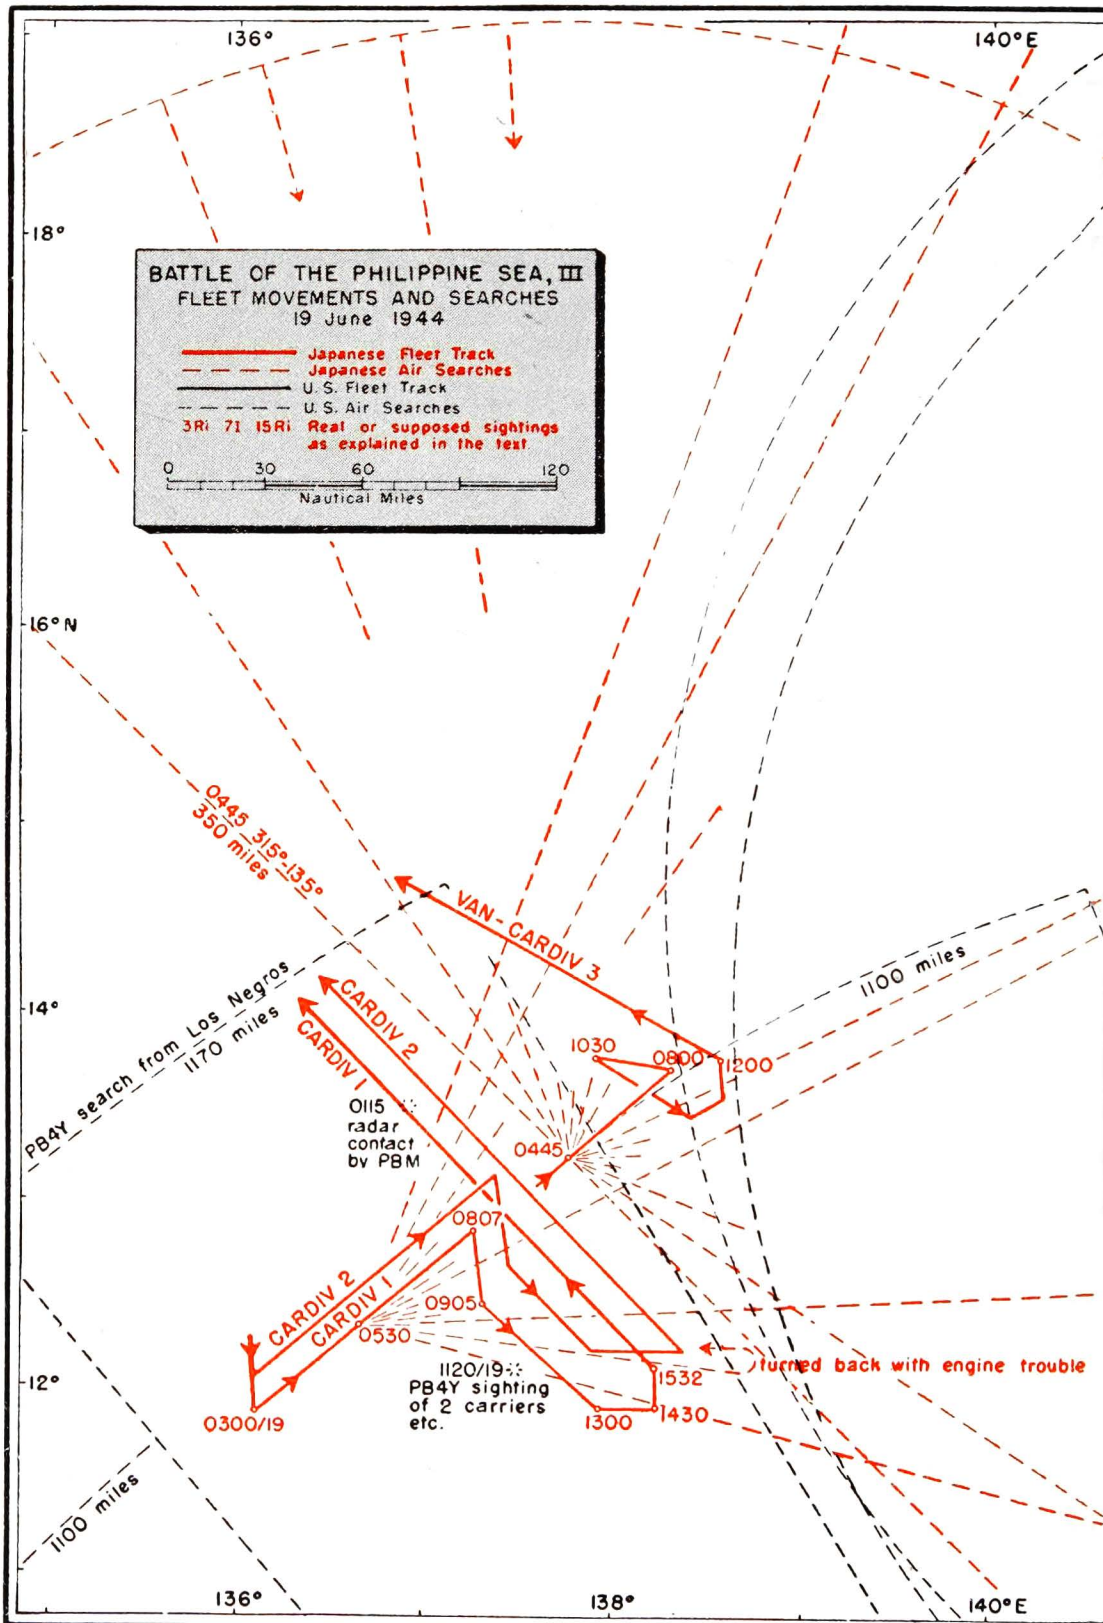 136°
140°E
18°
BATTLE OF THE PHILIPPINE SEA, III
FLEET MOVEMENTS AND SEARCHES
19 June 1944
Japanese Fleet Track
Japanese Air Searches
U.S. Fleet Track
U.S. Air Searches
3Ri 7I 15Ri Real or supposed sightings
as explained in the text
0 30 60 120
Nautical Miles
16°N
0445 315°-135°
350 miles
VAN-CARDIV 3
PB4Y search from Los Negros
1170 miles
1100 miles
14°
CARDIV 2
CARDIV 1
1030
0800
1200
0115
radar
contact
by PBM
0445
0807
CARDIV 2
CARDIV 1
0905
0530
turned back with engine trouble
1120/19
PB4Y sighting
of 2 carriers
etc.
1532
12°
0300/19
1300
1430
1100 miles
136°
138°
140°E